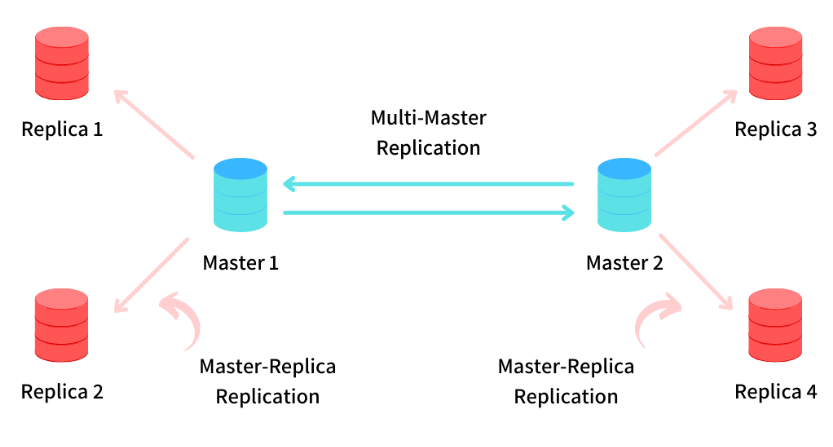 Replica 1
Replica 3
Multi-Master
Replication
Master 1
Master 2
Replica 2
Master-Replica
Replication
Master-Replica
Replication
Replica 4